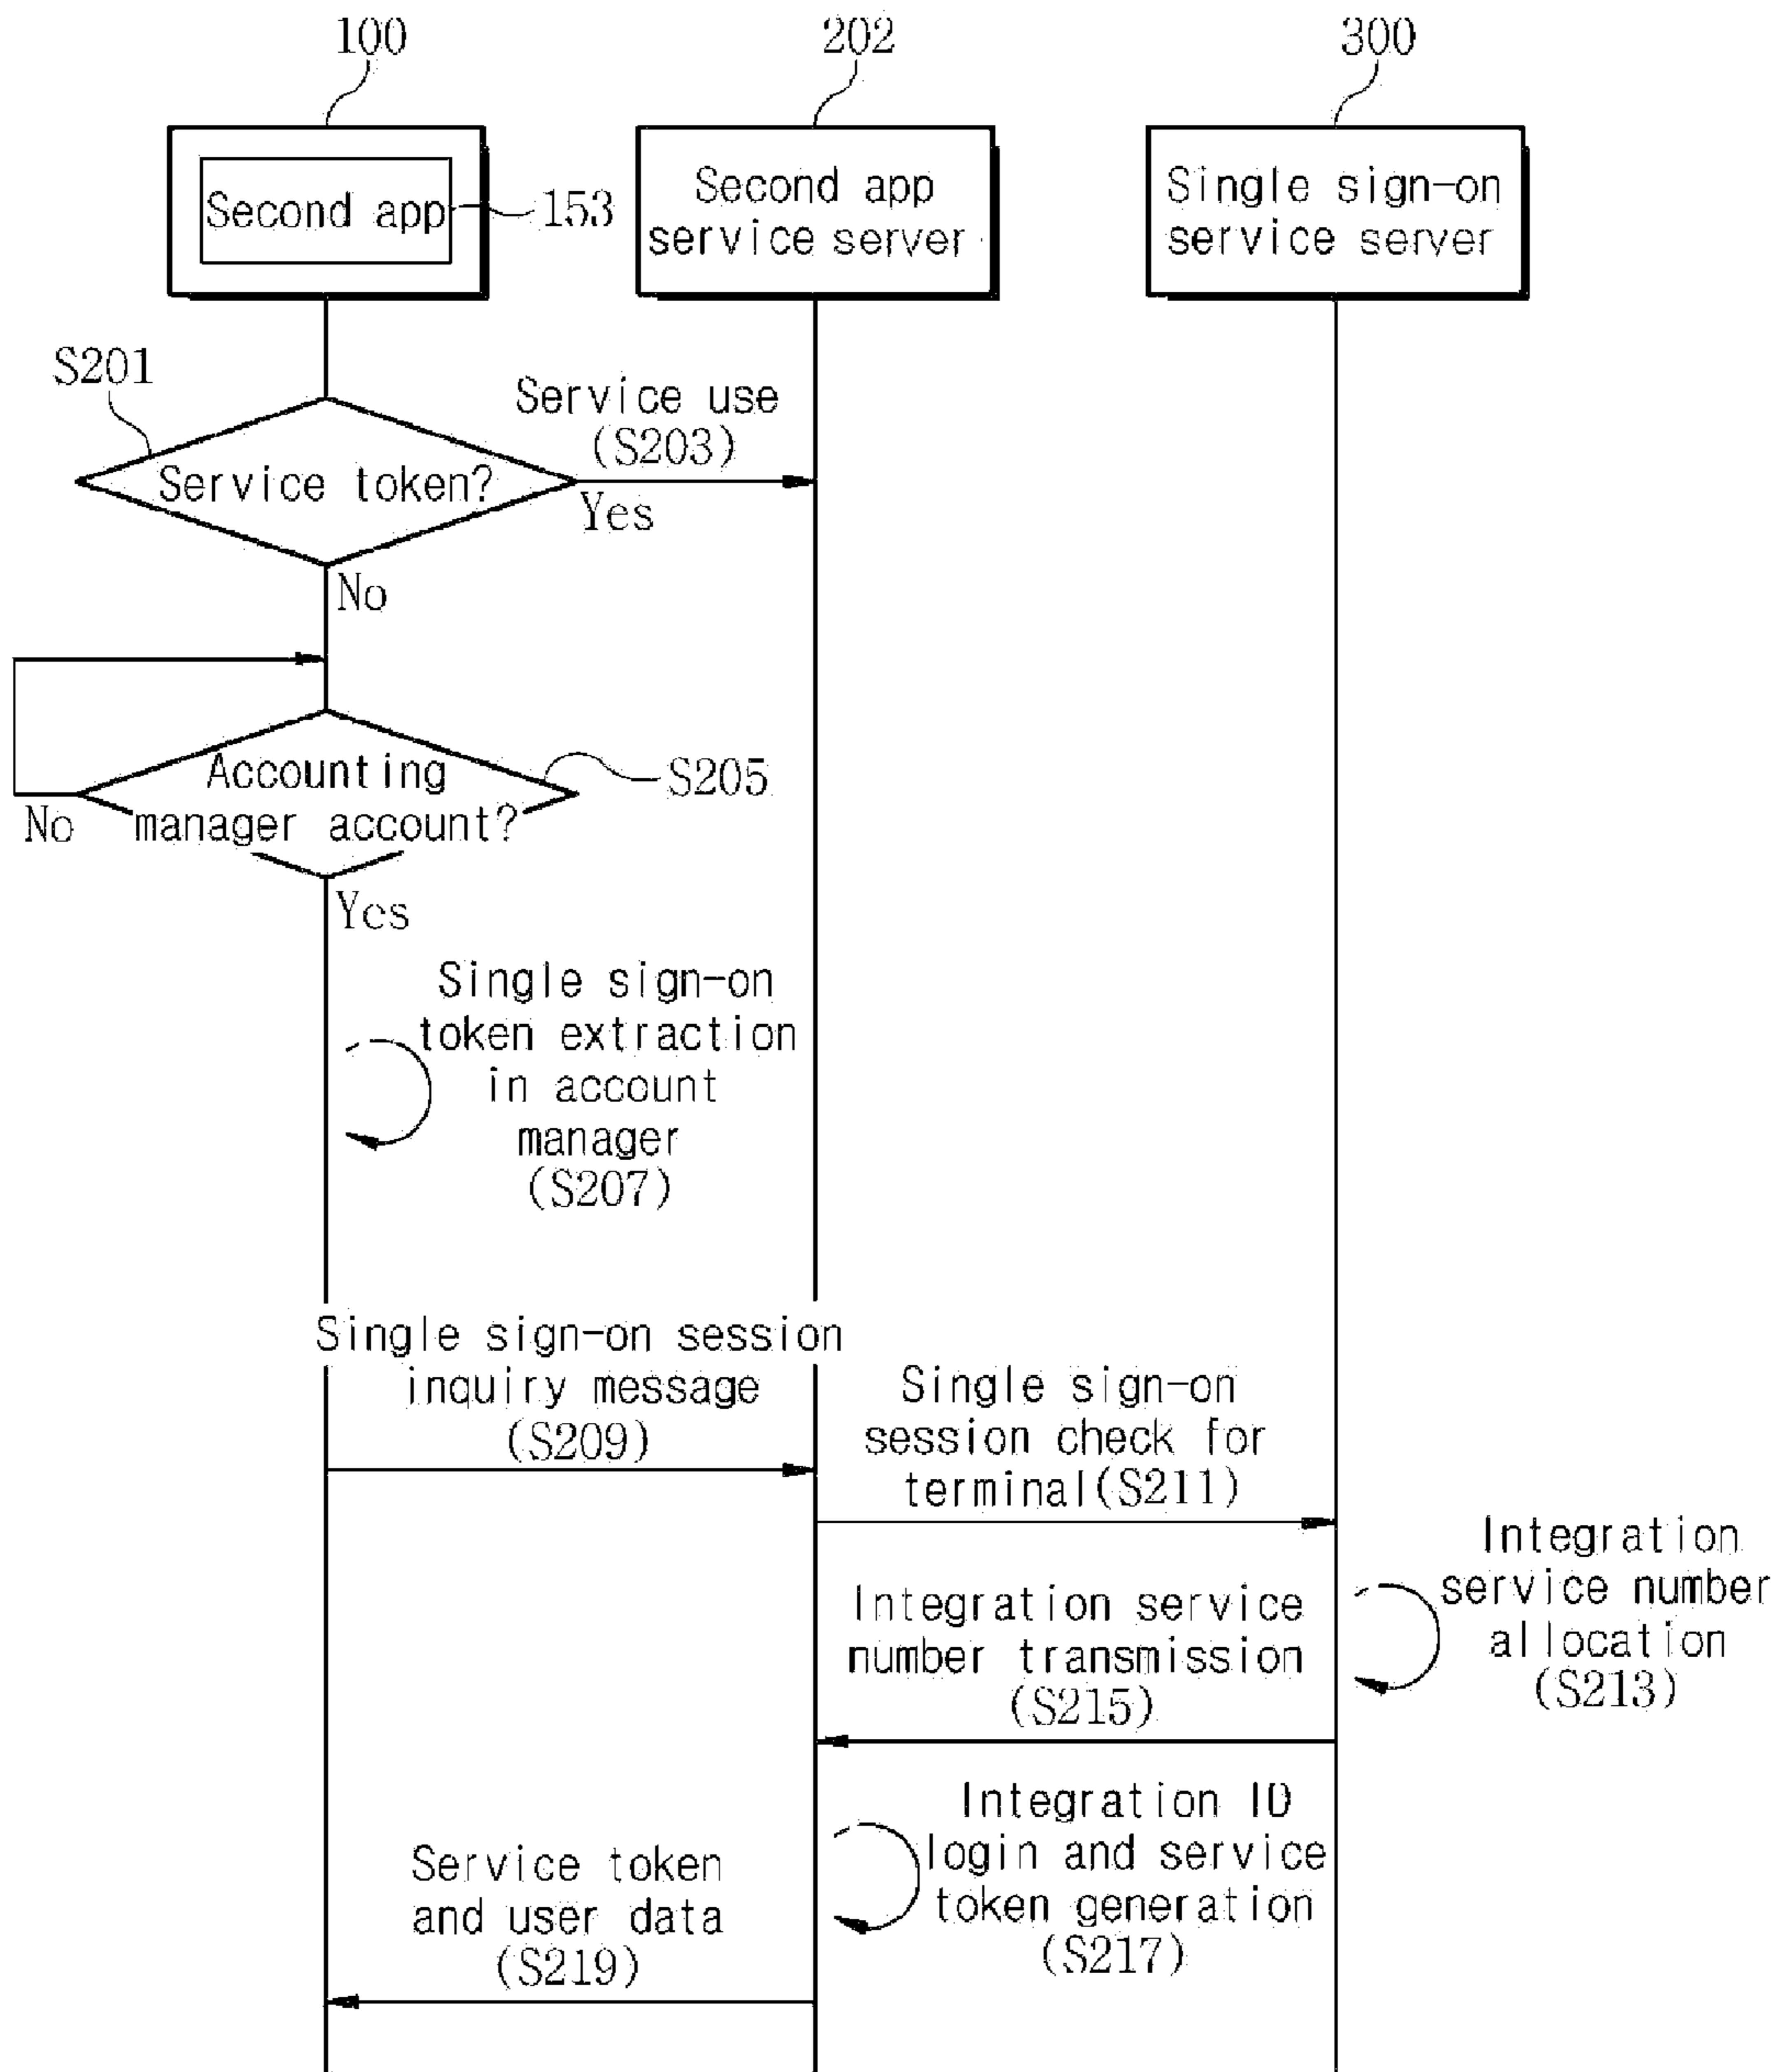 100
202
300
Second app
153
Second app
service server
Single sign-on
service server
S201
Service use
(S203)
Service token?
Yes
No
Accounting
manager account?
S205
No
Yes
Single sign-on
token extraction
in account
manager
(S207)
Single sign-on session
inquiry message
(S209)
Single sign-on
session check for
terminal(S211)
Integration
service number
allocation
(S213)
Integration service
number transmission
(S215)
Integration ID
login and service
token generation
(S217)
Service token
and user data
(S219)